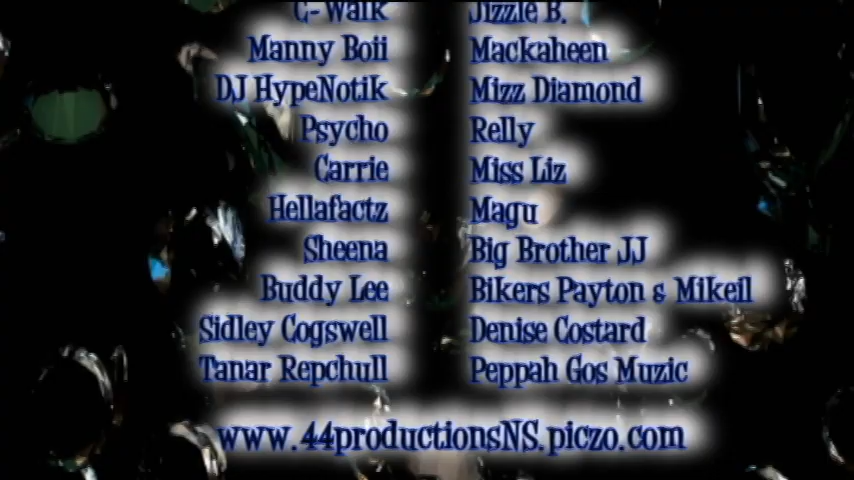 C-Walk Jizzle B.
Manny Boii Mackaheen
DJ HypeNotik Mizz Diamond
Psycho Relly
Carrie Miss Liz
Hellafactz Magu
Sheena Big Brother JJ
Buddy Lee Bikers Payton & Mikeil
Sidley Cogswell Denise Costard
Tanar Repchull Peppah Gos Muzic
www.44productionsNS.piczo.com